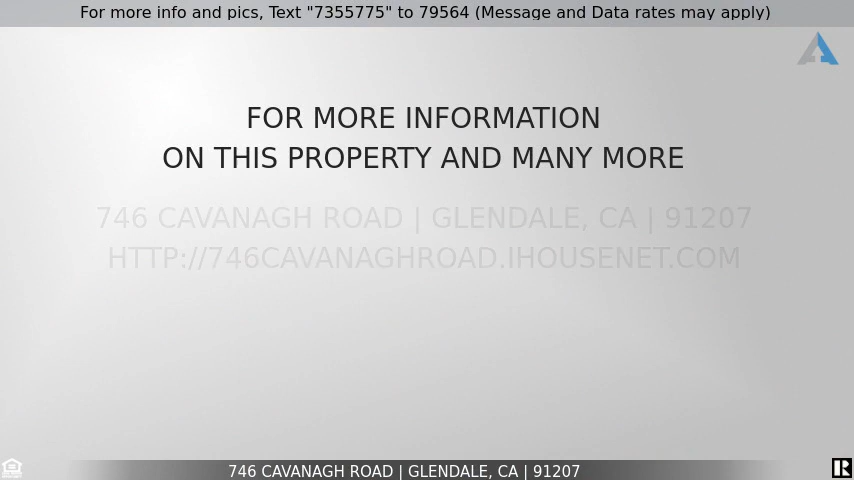 For more info and pics, Text "7355775" to 79564 (Message and Data rates may apply)
FOR MORE INFORMATION
ON THIS PROPERTY AND MANY MORE
746 CAVANAGH ROAD | GLENDALE, CA | 91207
HTTP://746CAVANAGHROAD.IHOUSENET.COM
746 CAVANAGH ROAD | GLENDALE, CA | 91207